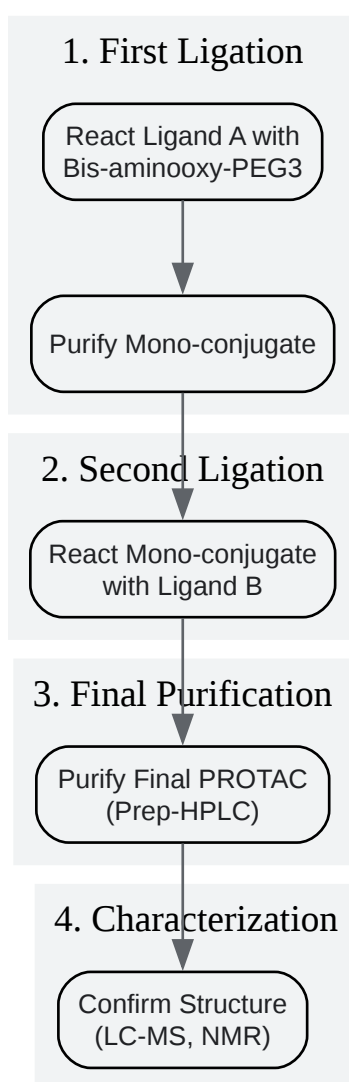 1. First Ligation
React Ligand A with
Bis-aminooxy-PEG3
Purify Mono-conjugate
2. Second Ligation
React Mono-conjugate
with Ligand B
3. Final Purification
Purify Final PROTAC
(Prep-HPLC)
4. Characterization
Confirm Structure
(LC-MS, NMR)